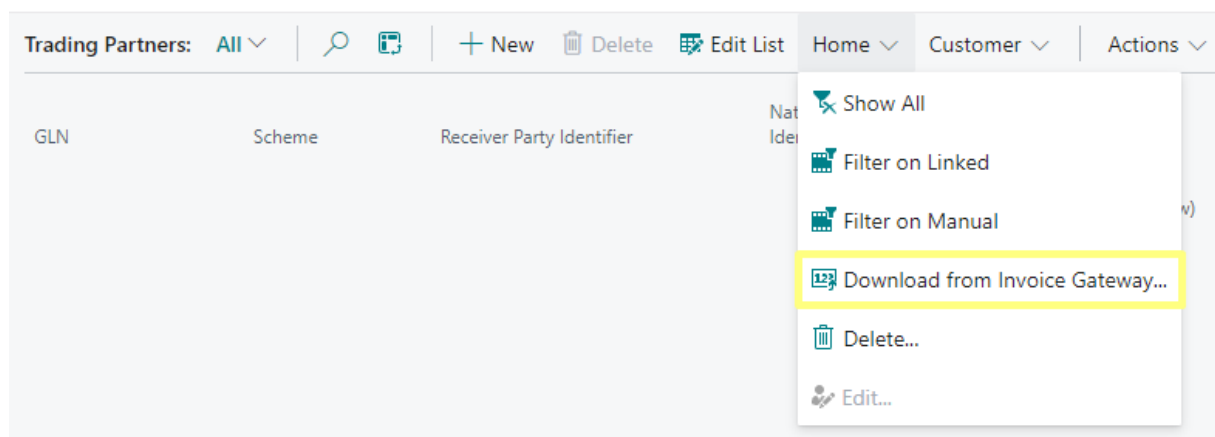 Trading Partners: All New Delete Edit List Home Customer Actions
Show All
Nat
GLN Scheme Receiver Party Identifier Ide
Filter on Linked
w)
Filter on Manual
123 Download from Invoice Gateway...
Delete...
Edit...